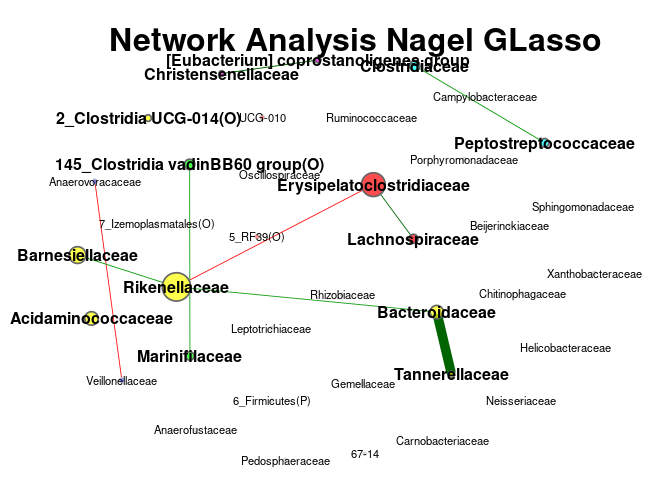 Network Analysis Nagel GLasso
[Eubacterium] coprostanoligenes group
Clostridiaceae
Christensenellaceae
Campylobacteraceae
2_Clostridia UCG-014(O)
UCG-010
Ruminococcaceae
Peptostreptococcaceae
145_Clostridia vadinBB60 group(O)
Porphyromonadaceae
Oscillospiraceae
Anaerovoracaceae
Erysipelatoclostridiaceae
Sphingomonadaceae
7_Izemoplasmatales(O)
Beijerinckiaceae
5_RF39(O)
Lachnospiraceae
Barnesiellaceae
Xanthobacteraceae
Rikenellaceae
Rhizobiaceae
Chitinophagaceae
Acidaminococcaceae
Bacteroidaceae
Leptotrichiaceae
Helicobacteraceae
Marinifilaceae
Tannerellaceae
Veillonellaceae
Gemellaceae
6_Firmicutes(P)
Neisseriaceae
Anaerofustaceae
Carnobacteriaceae
67-14
Pedosphaeraceae